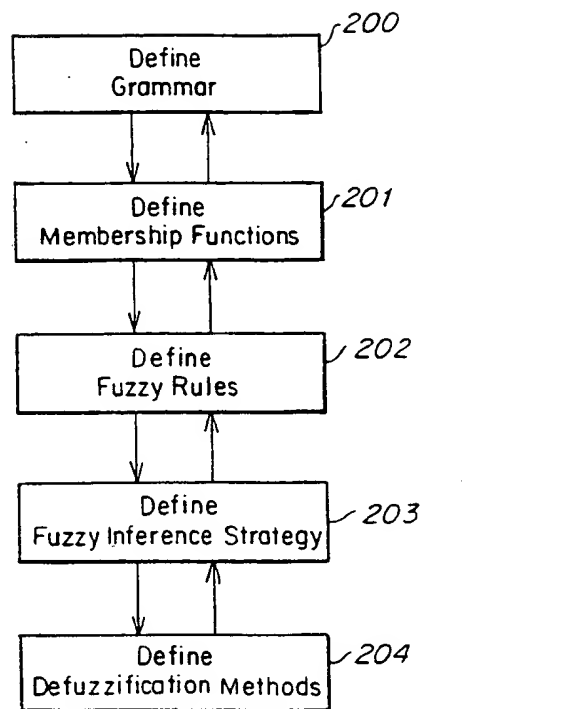 200
Define
Grammar
201
Define
Membership Functions
202
Define
Fuzzy Rules
203
Define
Fuzzy Inference Strategy
204
Define
Defuzzification Methods